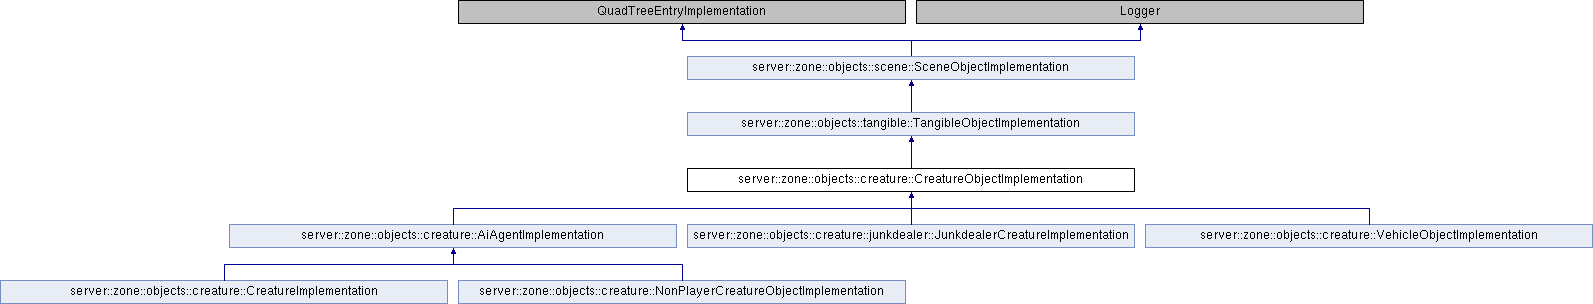 QuadTreeEntryImplementation
Logger
server::zone::objects::scene::SceneObjectImplementation
server::zone::objects::tangible::TangibleObjectImplementation
server::zone::objects::creature::CreatureObjectImplementation
server::zone::objects::creature::AiAgentImplementation
server::zone::objects::creature::junkdealer::JunkdealerCreatureImplementation
server::zone::objects::creature::VehicleObjectImplementation
server::zone::objects::creature::CreatureImplementation
server::zone::objects::creature::NonPlayerCreatureObjectImplementation